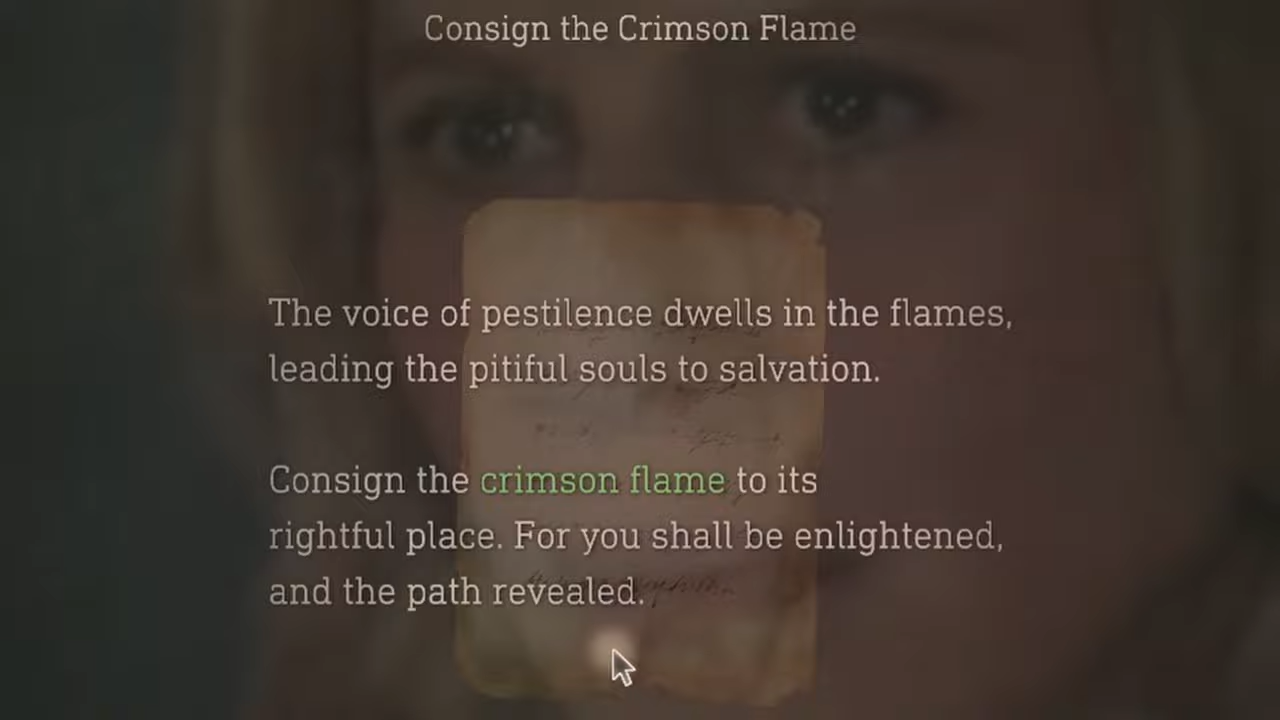 Consign the Crimson Flame
The voice of pestilence dwells in the flames,
leading the pitiful souls to salvation.
Consign the crimson flame to its
rightful place. For you shall be enlightened,
and the path revealed.